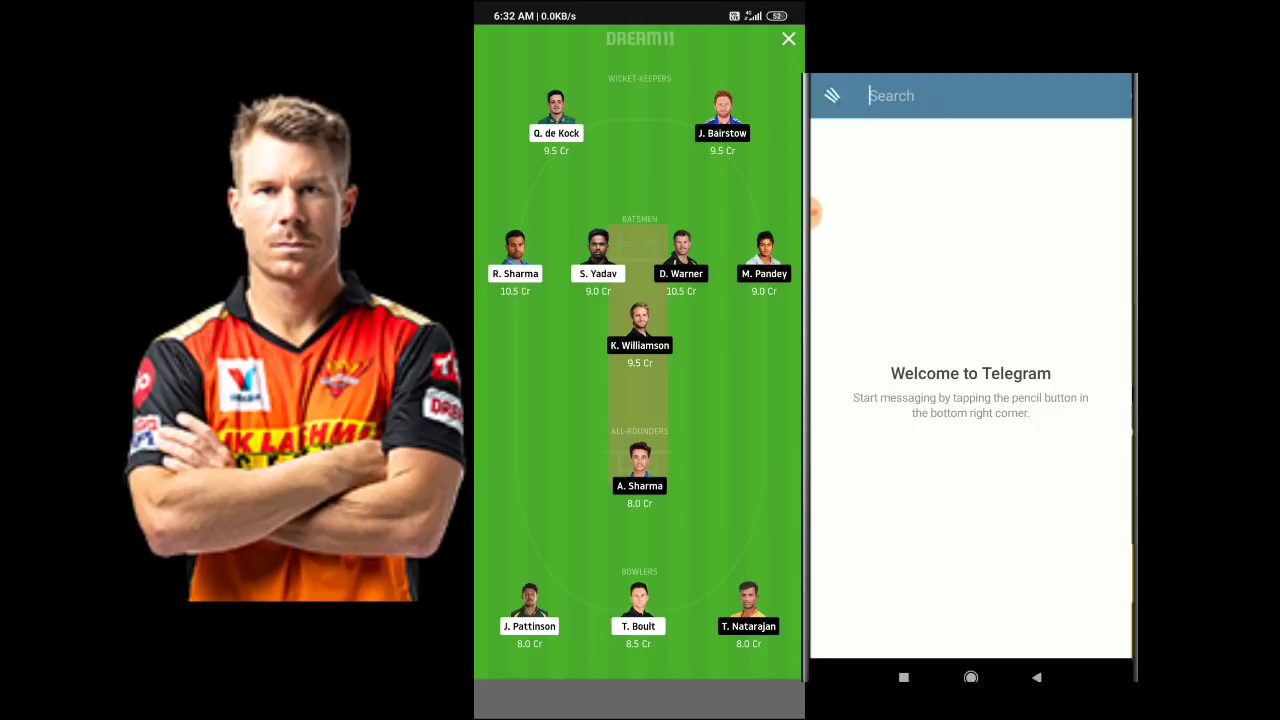 6:32 AM | 0.0KB/s
4G
52
DREAM11
WICKET-KEEPERS
Q. de Kock
J. Bairstow
9.5 Cr
9.5 Cr
BATSMEN
R. Sharma
S. Yadav
D. Warner
M. Pandey
10.5 Cr
9.0 Cr
10.5 Cr
9.0 Cr
K. Williamson
9.5 Cr
ALL-ROUNDERS
A. Sharma
8.0 Cr
BOWLERS
J. Pattinson
T. Boult
T. Natarajan
8.0 Cr
8.5 Cr
8.0 Cr
Search
Welcome to Telegram
Start messaging by tapping the pencil button in
the bottom right corner.